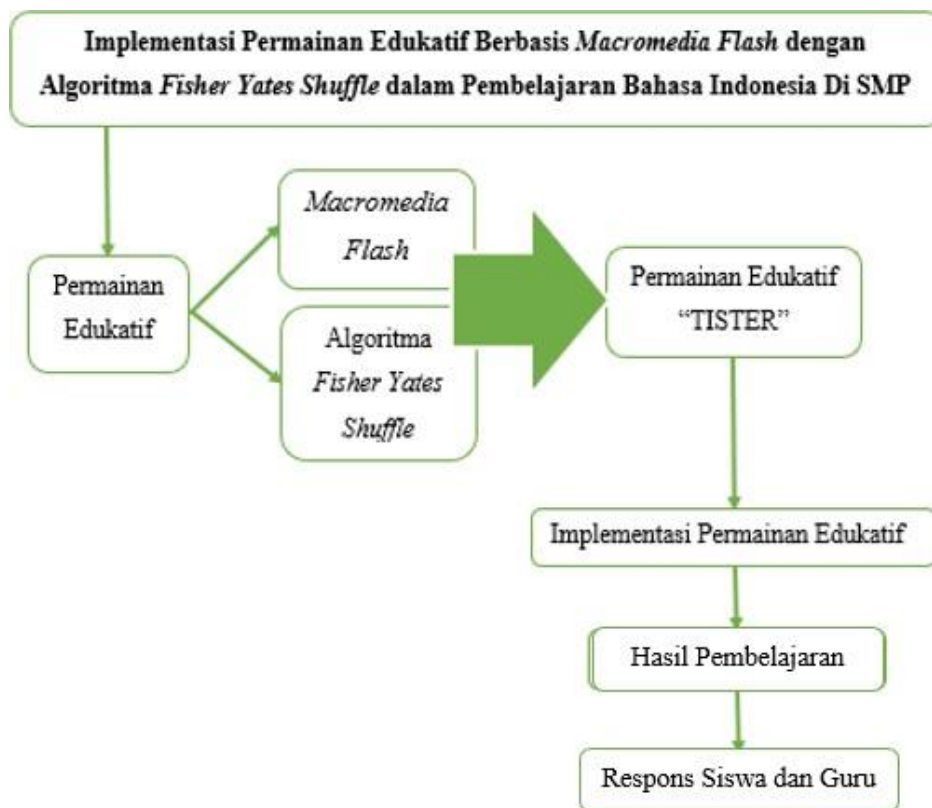 Implementasi Permainan Edukatif Berbasis Macromedia Flash dengan
Algoritma Fisher Yates Shuffle dalam Pembelajaran Bahasa Indonesia Di SMP
Macromedia
Flash
Permainan
Edukatif
Algoritma
Fisher Yates
Shuffle
Permainan Edukatif
“TISTER”
Implementasi Permainan Edukatif
Hasil Pembelajaran
Respons Siswa dan Guru